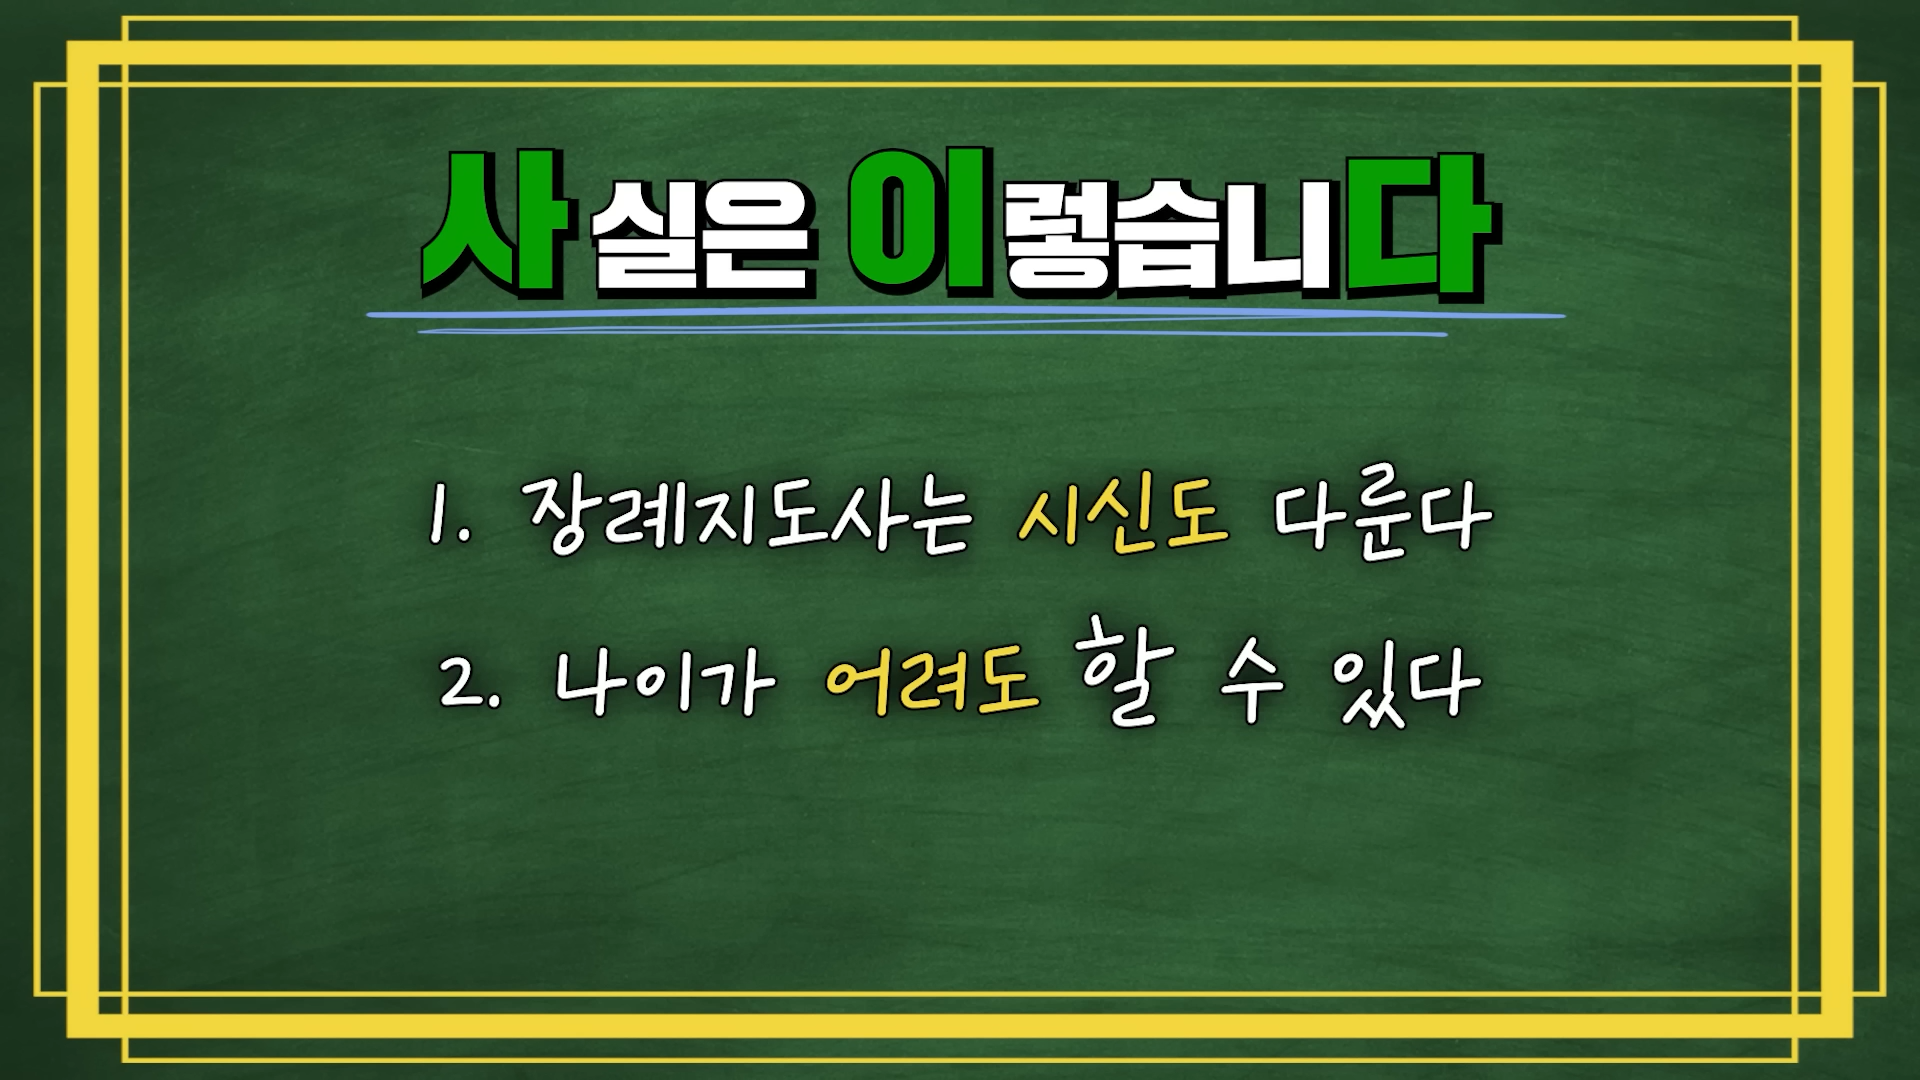 사실은 이렇습니다
1. 장례지도사는 시신도 다룬다
2. 나이가 어려도 할 수 있다